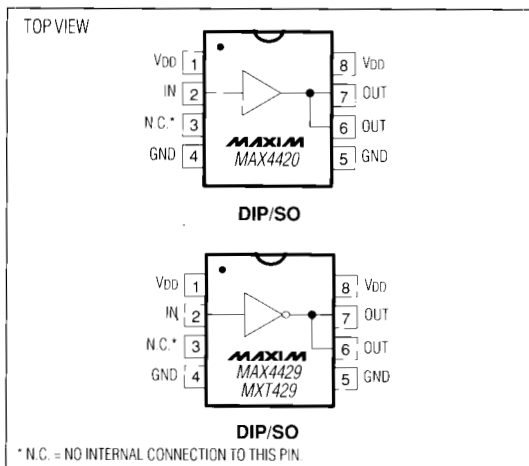 TOP VIEW
VDD 1
8 VDD
IN 2
7 OUT
N.C.* 3
6 OUT
GND 4
5 GND
MAXIM
MAX4420
DIP/SO
VDD 1
8 VDD
IN 2
7 OUT
N.C.* 3
6 OUT
GND 4
5 GND
MAXIM
MAX4429
MXT429
DIP/SO
* N.C. = NO INTERNAL CONNECTION TO THIS PIN.